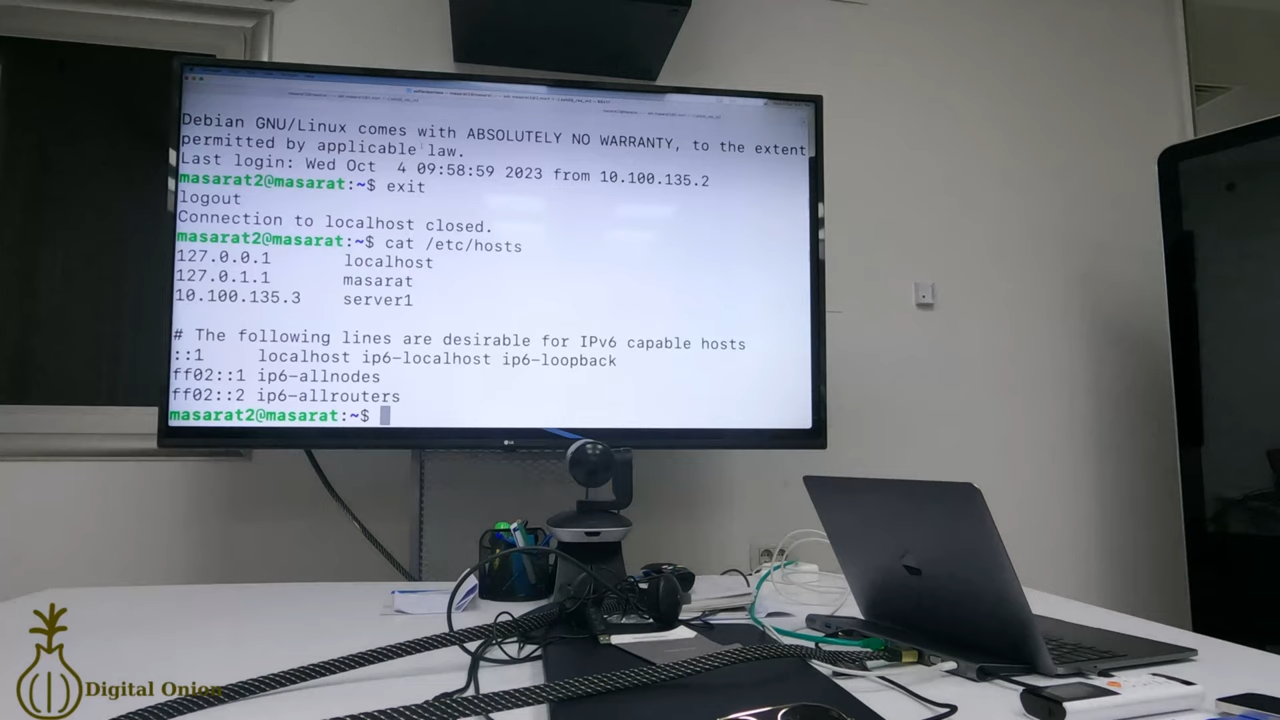 Debian GNU/Linux comes with ABSOLUTELY NO WARRANTY, to the extent
permitted by applicable law.
Last login: Wed Oct  4 09:58:59 2023 from 10.100.135.2
masarat2@masarat:~$ exit
logout
Connection to localhost closed.
masarat2@masarat:~$ cat /etc/hosts
127.0.0.1       localhost
127.0.1.1       masarat
10.100.135.3    server1
# The following lines are desirable for IPv6 capable hosts
::1     localhost ip6-localhost ip6-loopback
ff02::1 ip6-allnodes
ff02::2 ip6-allrouters
masarat2@masarat:~$
LG
Digital Onion